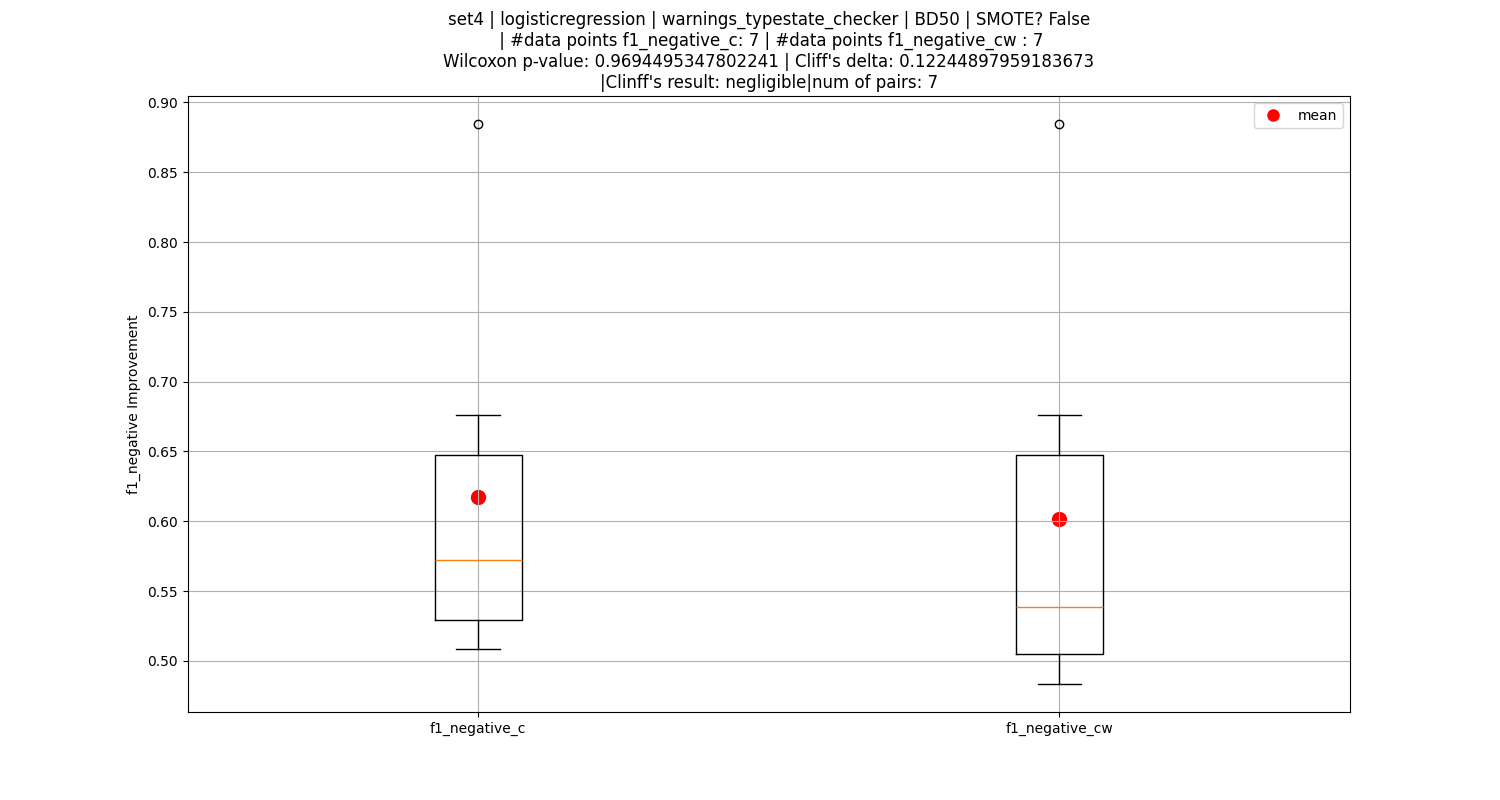 set4 | logisticregression | warnings_typestate_checker | BD50 | SMOTE? False
| #data points f1_negative_c: 7 | #data points f1_negative_cw : 7
Wilcoxon p-value: 0.9694495347802241 | Cliff's delta: 0.12244897959183673
|Clinff's result: negligible|num of pairs: 7
mean
f1_negative Improvement
0.90
0.85
0.80
0.75
0.70
0.65
0.60
0.55
0.50
f1_negative_c
f1_negative_cw